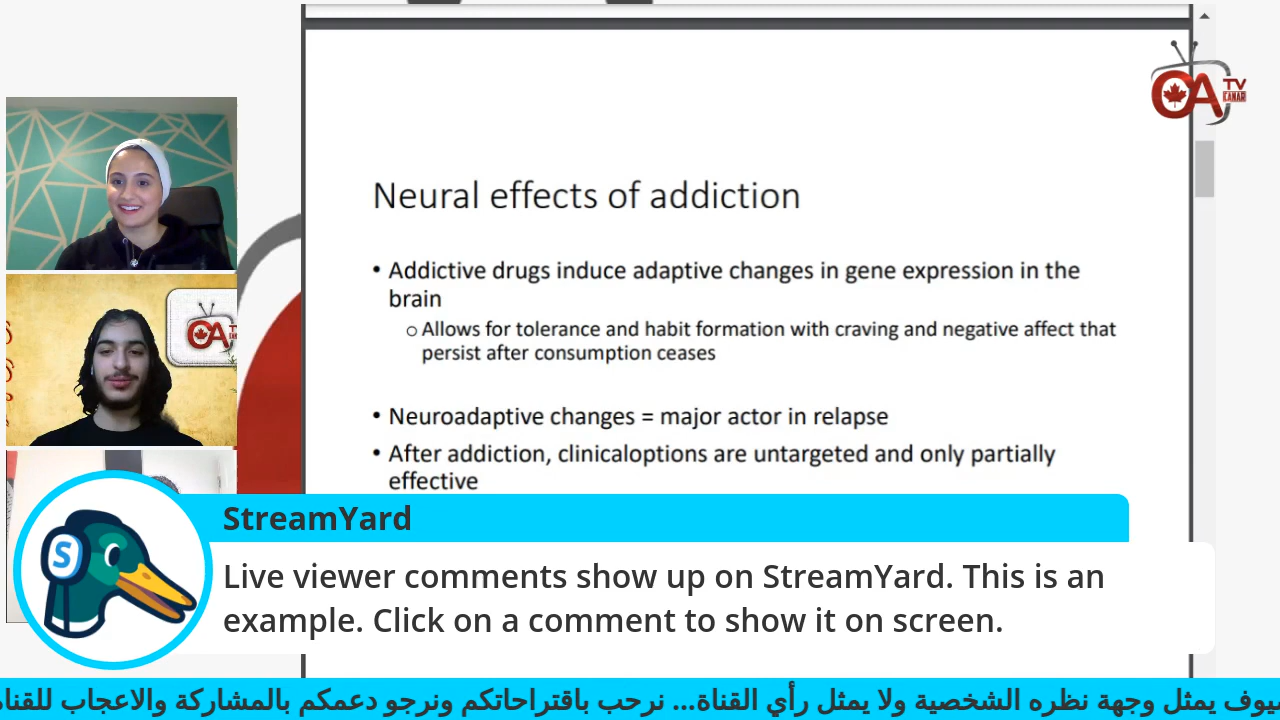 Neural effects of addiction
• Addictive drugs induce adaptive changes in gene expression in the
brain
○ Allows for tolerance and habit formation with craving and negative affect that
persist after consumption ceases
• Neuroadaptive changes = major actor in relapse
• After addiction, clinicaloptions are untargeted and only partially
effective
OA TV
CANAR
OA
S
StreamYard
Live viewer comments show up on StreamYard. This is an
example. Click on a comment to show it on screen.
يمثل وجهة نظره الشخصية ولا يمثل رأي القناة... نرحب باقتراحاتكم ونرجو دعمكم بالمشاركة والاعجاب